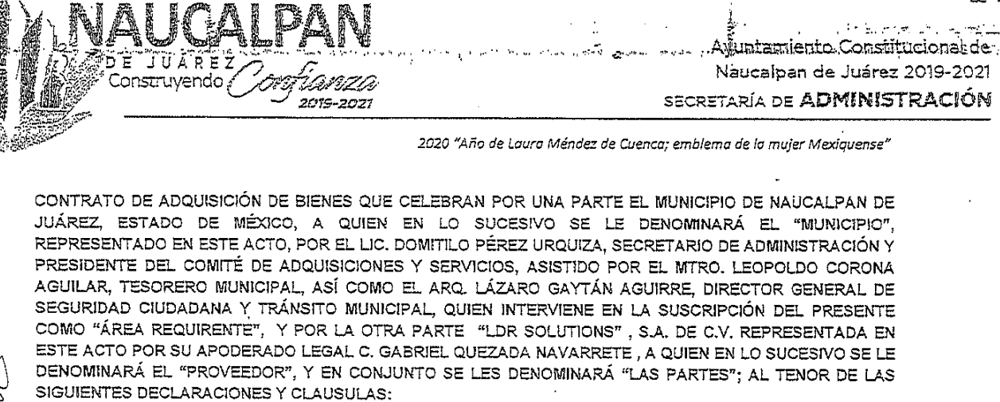 NAUCALPAN
DE JUÁREZ
Construyendo Confianza
2019-2021
Ayuntamiento Constitucional de
Naucalpan de Juárez 2019-2021
SECRETARÍA DE ADMINISTRACIÓN
2020 “Año de Laura Méndez de Cuenca; emblema de la mujer Mexiquense”
CONTRATO DE ADQUISICIÓN DE BIENES QUE CELEBRAN POR UNA PARTE EL MUNICIPIO DE NAUCALPAN DE
JUÁREZ, ESTADO DE MÉXICO, A QUIEN EN LO SUCESIVO SE LE DENOMINARÁ EL “MUNICIPIO”,
REPRESENTADO EN ESTE ACTO, POR EL LIC. DOMITILO PÉREZ URQUIZA, SECRETARIO DE ADMINISTRACIÓN Y
PRESIDENTE DEL COMITÉ DE ADQUISICIONES Y SERVICIOS, ASISTIDO POR EL MTRO. LEOPOLDO CORONA
AGUILAR, TESORERO MUNICIPAL, ASÍ COMO EL ARQ. LÁZARO GAYTÁN AGUIRRE, DIRECTOR GENERAL DE
SEGURIDAD CIUDADANA Y TRÁNSITO MUNICIPAL, QUIEN INTERVIENE EN LA SUSCRIPCIÓN DEL PRESENTE
COMO “ÁREA REQUIRENTE”, Y POR LA OTRA PARTE “LDR SOLUTIONS” , S.A. DE C.V. REPRESENTADA EN
ESTE ACTO POR SU APODERADO LEGAL C. GABRIEL QUEZADA NAVARRETE , A QUIEN EN LO SUCESIVO SE LE
DENOMINARÁ EL “PROVEEDOR”, Y EN CONJUNTO SE LES DENOMINARÁ “LAS PARTES”; AL TENOR DE LAS
SIGUIENTES DECLARACIONES Y CLAUSULAS: